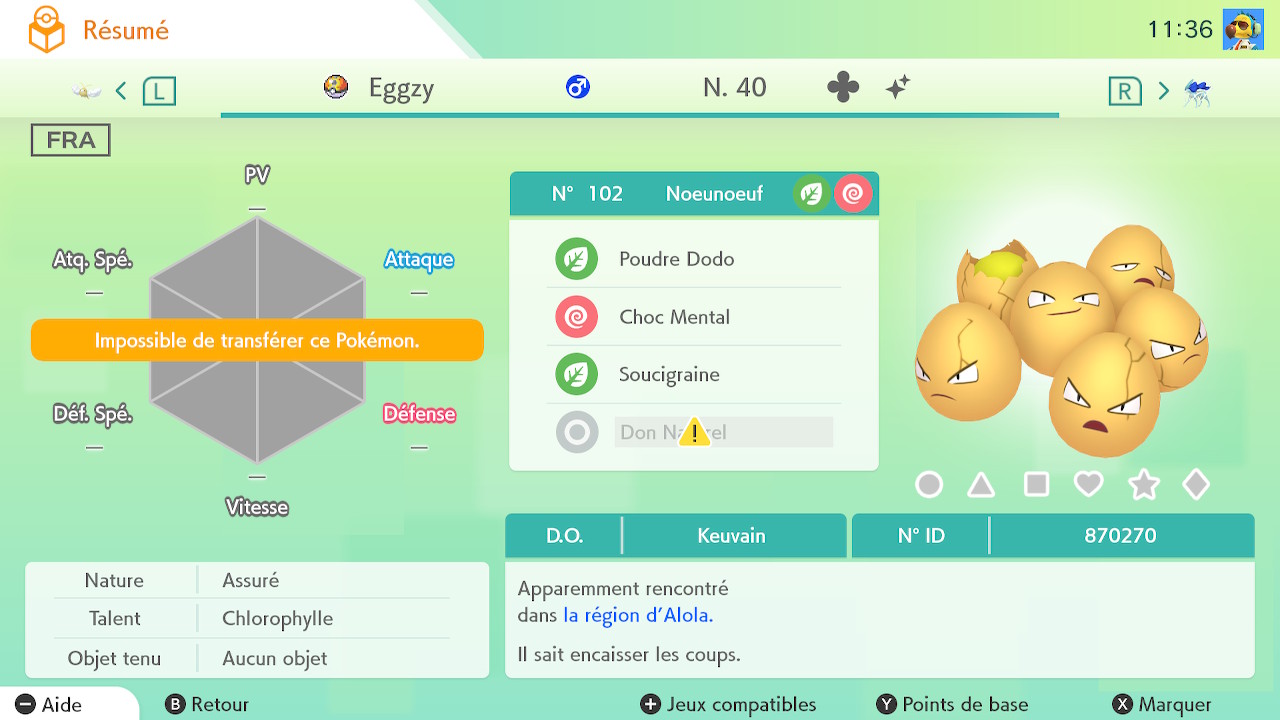 Résumé
11:36
L
Eggzy
N. 40
R
FRA
PV
—
Atq. Spé.
—
Attaque
—
Impossible de transférer ce Pokémon.
Déf. Spé.
—
Défense
—
—
Vitesse
N° 102 Noeunoeuf
Poudre Dodo
Choc Mental
Soucigraine
D.O. Keuvain
N° ID 870270
Nature Assuré
Talent Chlorophylle
Objet tenu Aucun objet
Apparemment rencontré
dans la région d'Alola.
Il sait encaisser les coups.
Aide
B Retour
Jeux compatibles
Y Points de base
X Marquer